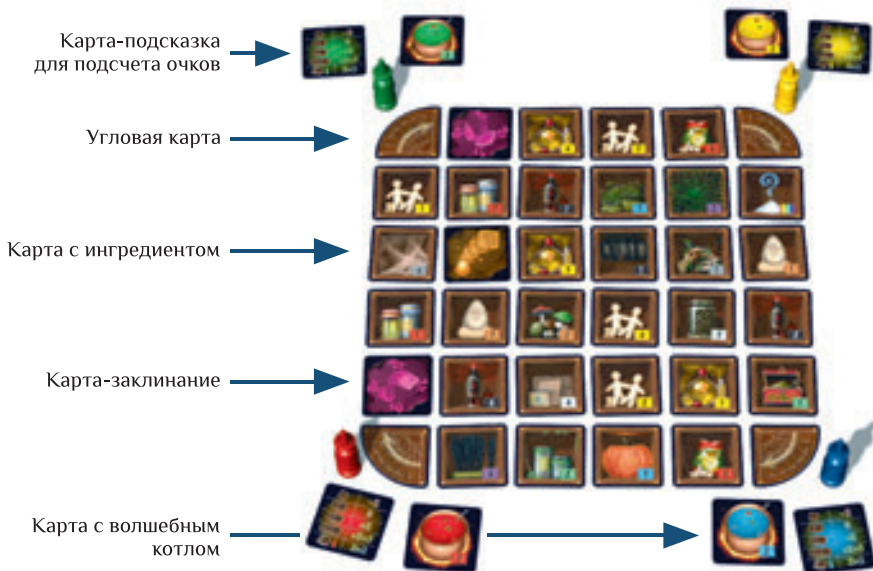 Карта-подсказка
для подсчета очков
Угловая карта
Карта с ингредиентом
Карта-заклинание
Карта с волшебным
котлом